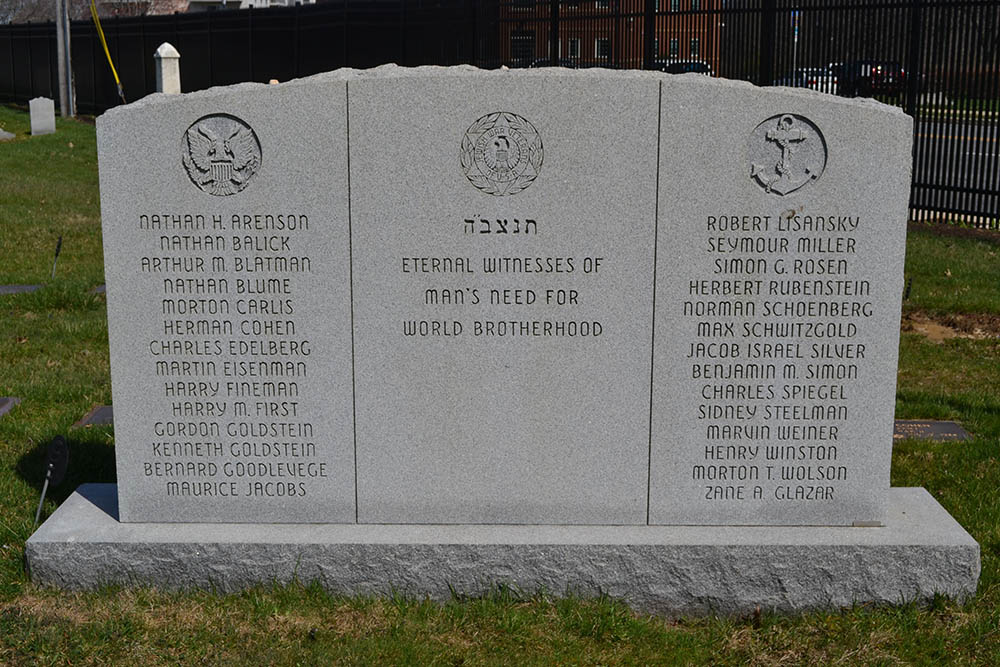 NATHAN H. ARENSON
NATHAN BALICK
ARTHUR M. BLATMAN
NATHAN BLUME
MORTON CARLIS
HERMAN COHEN
CHARLES EDELBERG
MARTIN EISENMAN
HARRY FINEMAN
HARRY M. FIRST
GORDON GOLDSTEIN
KENNETH GOLDSTEIN
BERNARD GOODLEVEGE
MAURICE JACOBS
JEWISH WAR VETERANS
תנצב״ה
ETERNAL WITNESSES OF
MAN'S NEED FOR
WORLD BROTHERHOOD
ROBERT LISANSKY
SEYMOUR MILLER
SIMON G. ROSEN
HERBERT RUBENSTEIN
NORMAN SCHOENBERG
MAX SCHWITZGOLD
JACOB ISRAEL SILVER
BENJAMIN M. SIMON
CHARLES SPIEGEL
SIDNEY STEELMAN
MARVIN WEINER
HENRY WINSTON
MORTON T. WOLSON
ZANE A. GLAZAR